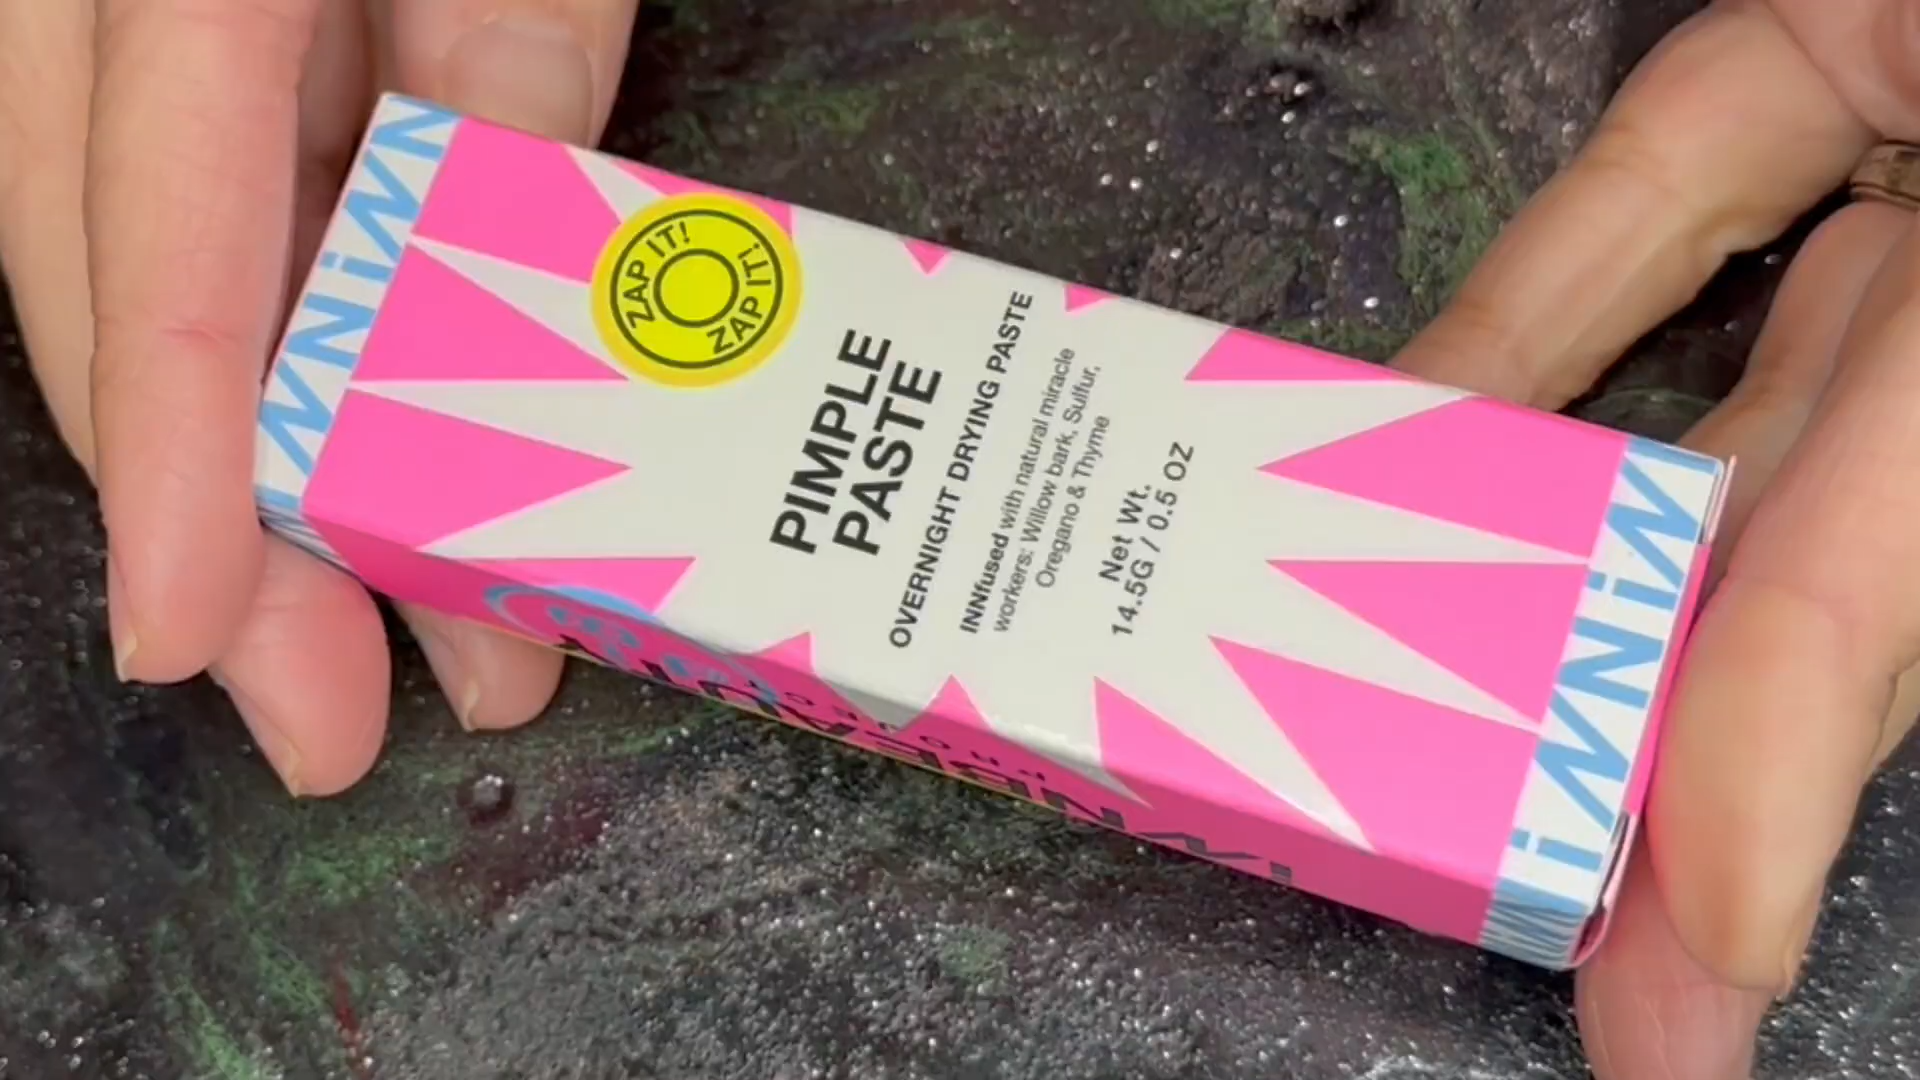 ZAP IT!
ZAP IT!
PIMPLE
PASTE
OVERNIGHT DRYING PASTE
INNfused with natural miracle
workers: Willow bark, Sulfur,
Oregano & Thyme
Net Wt.
14.5G / 0.5 OZ
INNBEAUTY
PROJECT